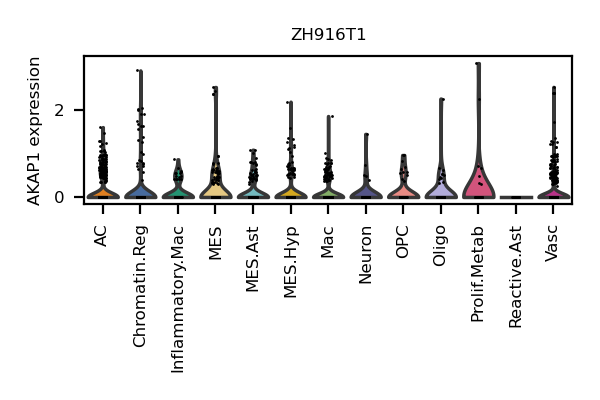 ZH916T1
AKAP1 expression
2
0
AC
Chromatin.Reg
Inflammatory.Mac
MES
MES.Ast
MES.Hyp
Mac
Neuron
OPC
Oligo
Prolif.Metab
Reactive.Ast
Vasc